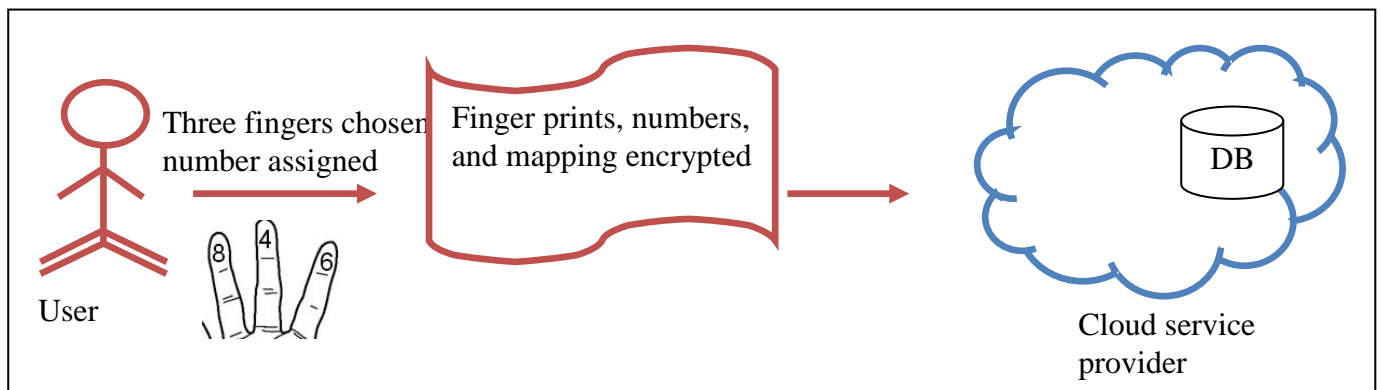 Three fingers chosen
number assigned
8
4
6
User
Finger prints, numbers,
and mapping encrypted
DB
Cloud service
provider